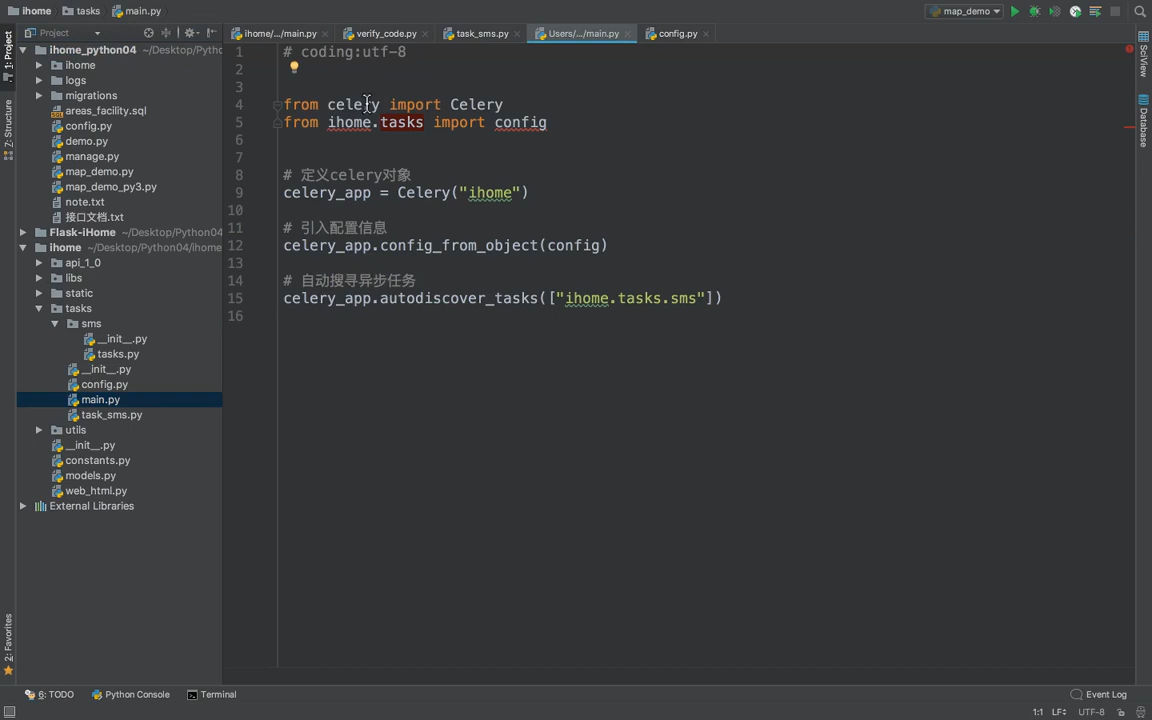 ihome tasks main.py map_demo
Project ihome/.../main.py verify_code.py task_sms.py Users/.../main.py config.py
1: Project
Z: Structure
2: Favorites
SciView
Database
ihome_python04 ~/Desktop/Pytho
ihome
logs
migrations
areas_facility.sql
config.py
demo.py
manage.py
map_demo.py
map_demo_py3.py
note.txt
接口文档.txt
Flask-iHome ~/Desktop/Python04/
ihome ~/Desktop/Python04/ihome
api_1_0
libs
static
tasks
sms
__init__.py
tasks.py
__init__.py
config.py
main.py
task_sms.py
utils
__init__.py
constants.py
models.py
web_html.py
External Libraries
1 # coding:utf-8
2
3
4 from celery import Celery
5 from ihome.tasks import config
6
7
8 # 定义celery对象
9 celery_app = Celery("ihome")
10
11 # 引入配置信息
12 celery_app.config_from_object(config)
13
14 # 自动搜寻异步任务
15 celery_app.autodiscover_tasks(["ihome.tasks.sms"])
16
6: TODO Python Console Terminal Event Log
1:1 LF UTF-8